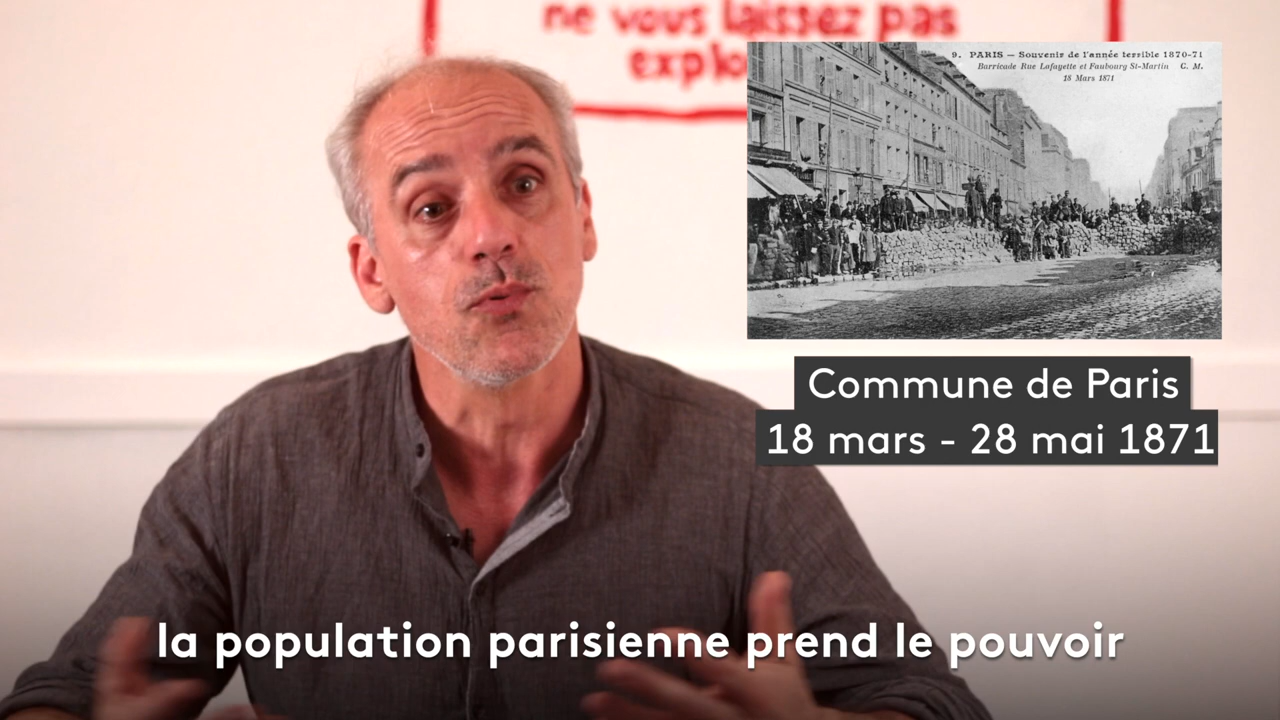 ne vous laissez pas
explo
9. PARIS — Souvenir de l'année terrible 1870-71
Barricade Rue Lafayette et Faubourg St-Martin C. M.
18 Mars 1871
Commune de Paris
18 mars - 28 mai 1871
la population parisienne prend le pouvoir